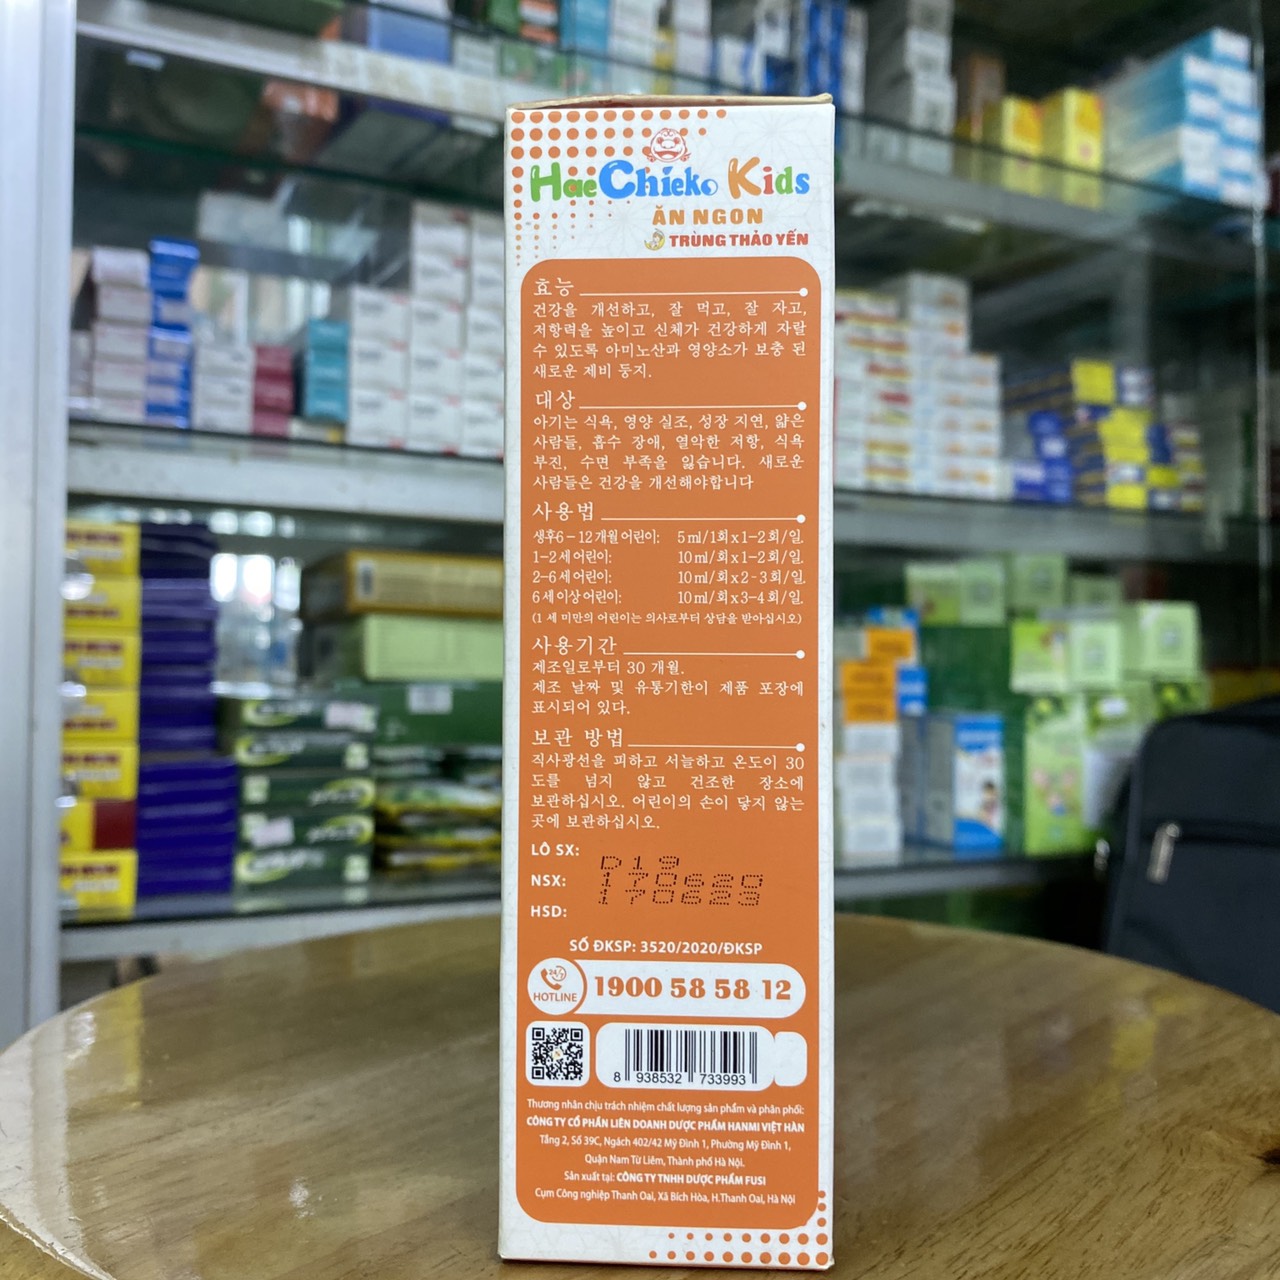 HaeChieko Kids
ĂN NGON
TRÙNG THẢO YẾN
효능
건강을 개선하고, 잘 먹고, 잘 자고,
저항력을 높이고 신체가 건강하게 자랄
수 있도록 아미노산과 영양소가 보충 된
새로운 제비 둥지.
대상
아기는 식욕, 영양 실조, 성장 지연, 얇은
사람들, 흡수 장애, 열악한 저항, 식욕
부진, 수면 부족을 잃습니다. 새로운
사람들은 건강을 개선해야합니다
사용법
생후6 – 12 개월 어린이: 5 ml/1회 x 1–2회/일.
1–2 세 어린이: 10 ml/회 x 1–2회/일.
2–6 세 어린이: 10 ml/회 x 2 - 3 회/일.
6 세 이상 어린이: 10 ml/회 x 3–4 회/일.
(1 세 미만의 어린이는 의사로부터 상담을 받아십시오)
사용기간
제조일로부터 30 개월.
제조 날짜 및 유통기한이 제품 포장에
표시되어 있다.
보관 방법
직사광선을 피하고 서늘하고 온도이 30
도를 넘지 않고 건조한 장소에
보관하십시오. 어린이의 손이 닿지 않는
곳에 보관하십시오.
LÔ SX: D19
NSX: 170620
HSD: 170623
SỐ ĐKSP: 3520/2020/ĐKSP
24/7
HOTLINE
1900 58 58 12
8 938532 733993
Thương nhân chịu trách nhiệm chất lượng sản phẩm và phân phối:
CÔNG TY CỔ PHẦN LIÊN DOANH DƯỢC PHẨM HANMI VIỆT HÀN
Tầng 2, Số 39C, Ngách 402/42 Mỹ Đình 1, Phường Mỹ Đình 1,
Quận Nam Từ Liêm, Thành phố Hà Nội.
Sản xuất tại: CÔNG TY TNHH DƯỢC PHẨM FUSI
Cụm Công nghiệp Thanh Oai, Xã Bích Hòa, H.Thanh Oai, Hà Nội